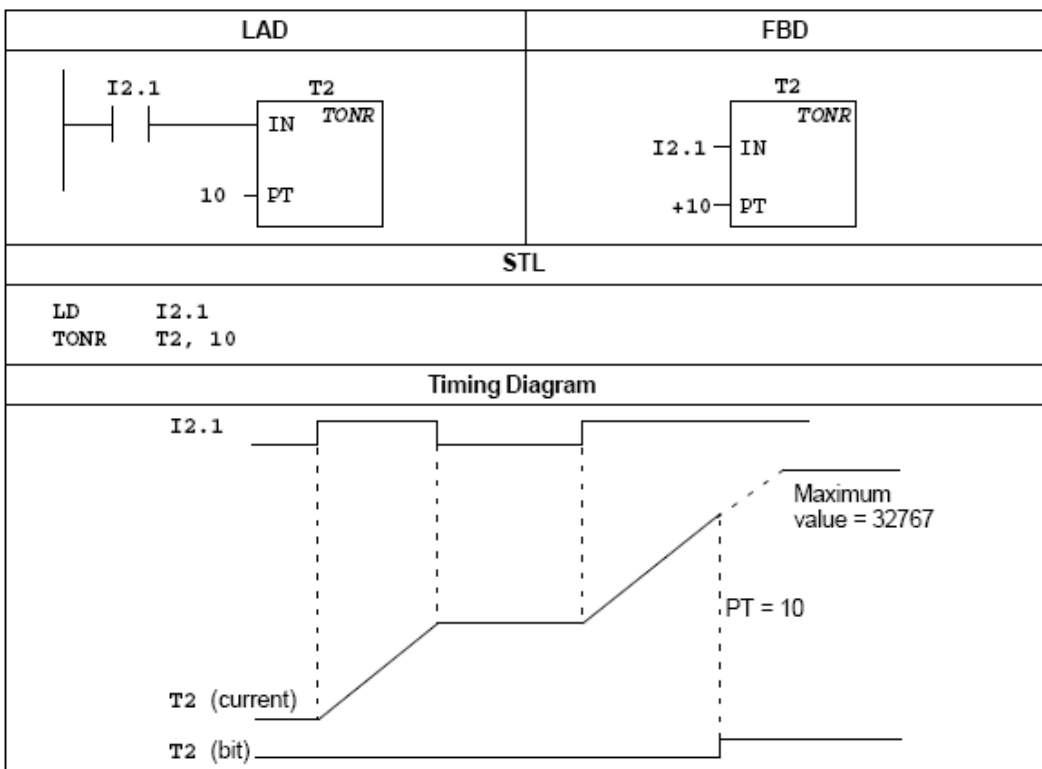 LAD
FBD
I2.1
T2
IN TONR
10 PT
T2
TONR
I2.1 IN
+10 PT
STL
LD I2.1
TONR T2, 10
Timing Diagram
I2.1
Maximum
value = 32767
PT = 10
T2 (current)
T2 (bit)